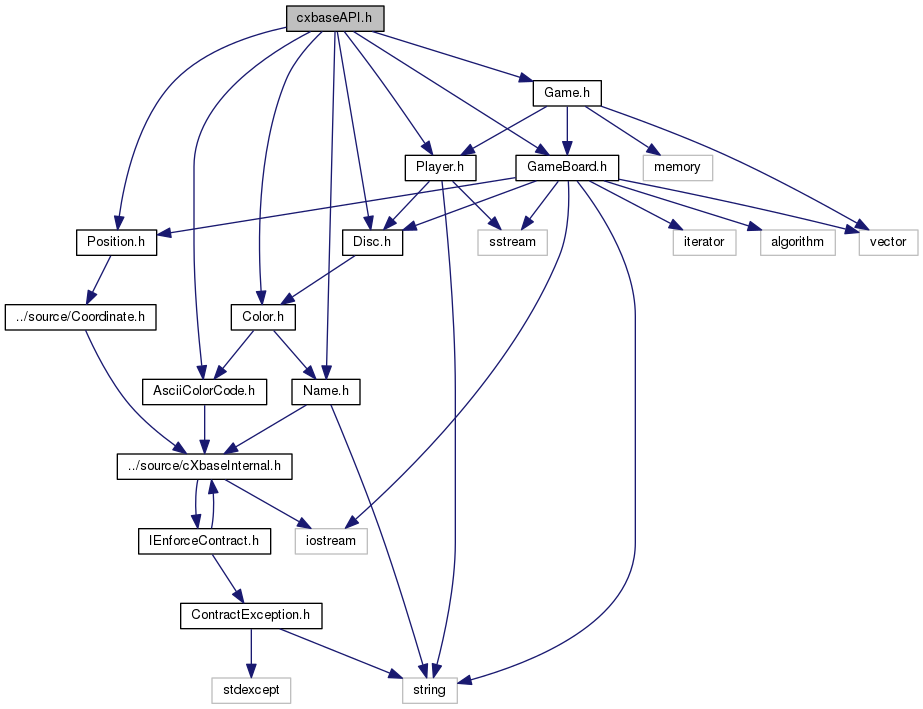 cxbaseAPI.h
Game.h
Player.h
GameBoard.h
memory
Position.h
Disc.h
sstream
iterator
algorithm
vector
../source/Coordinate.h
Color.h
AsciiColorCode.h
Name.h
../source/cXbaseInternal.h
IEnforceContract.h
iostream
ContractException.h
stdexcept
string